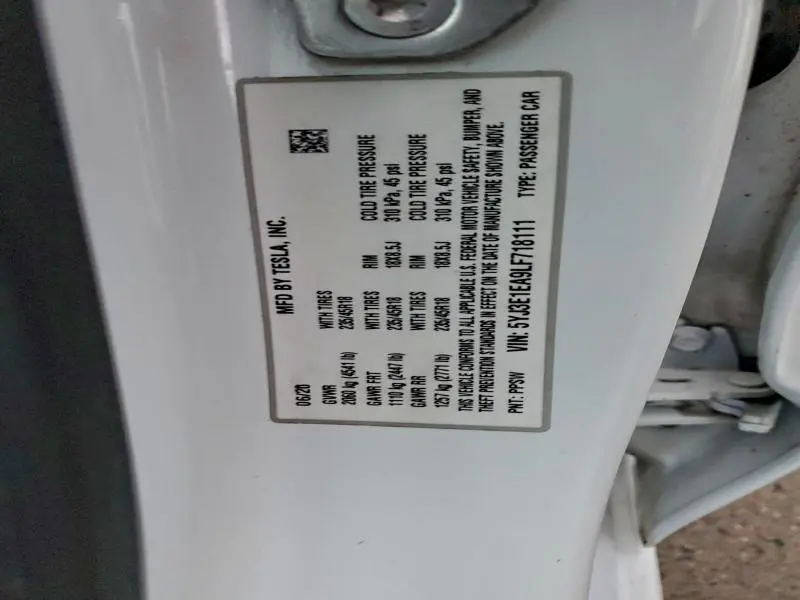 MFD BY TESLA, INC.
06/20
GVWR WITH TIRES
2060 kg (4541 lb) 235/45R18
GAWR FRT WITH TIRES RIM COLD TIRE PRESSURE
1110 kg (2447 lb) 235/45R18 18X8.5J 310 kPa, 45 psi
GAWR RR WITH TIRES RIM COLD TIRE PRESSURE
1257 kg (2771 lb) 235/45R18 18X8.5J 310 kPa, 45 psi
THIS VEHICLE CONFORMS TO ALL APPLICABLE U.S. FEDERAL MOTOR VEHICLE SAFETY, BUMPER, AND
THEFT PREVENTION STANDARDS IN EFFECT ON THE DATE OF MANUFACTURE SHOWN ABOVE.
PNT: PPSW VIN: 5YJ3E1EA9LF718111 TYPE: PASSENGER CAR